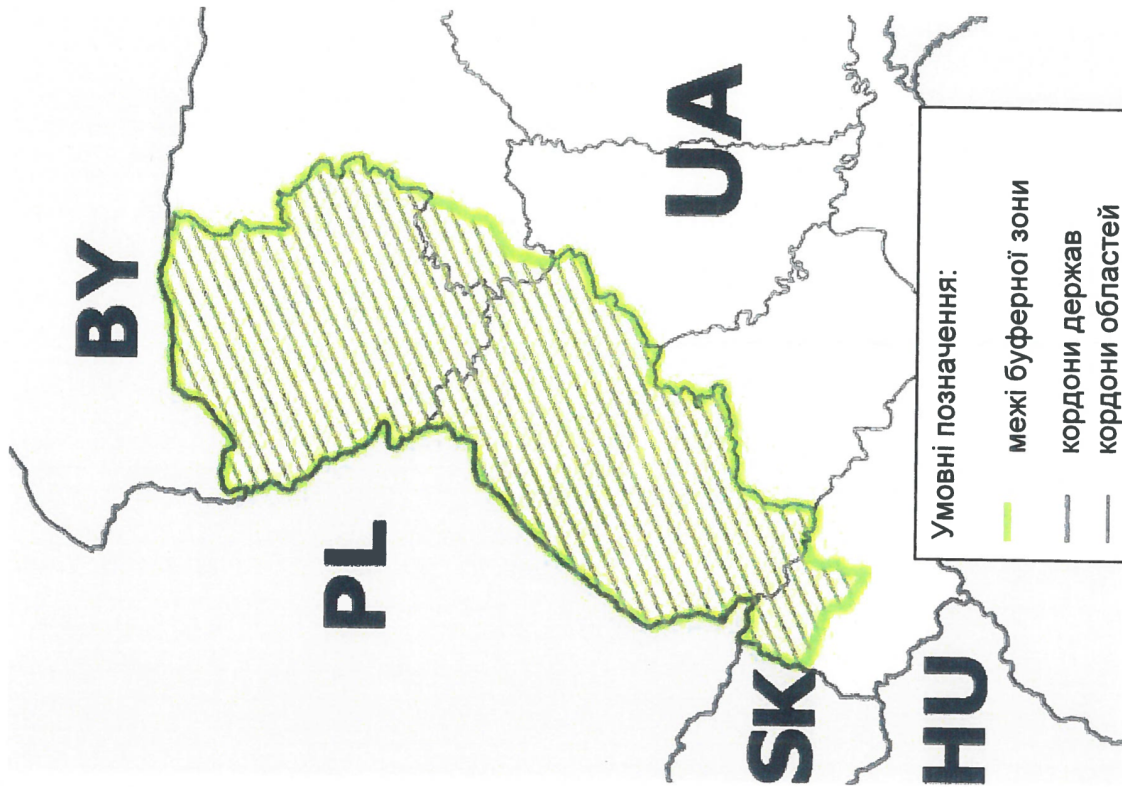 BY
PL
UA
SK
HU
Умовні позначення:
межі буферної зони
кордони держав
кордони областей